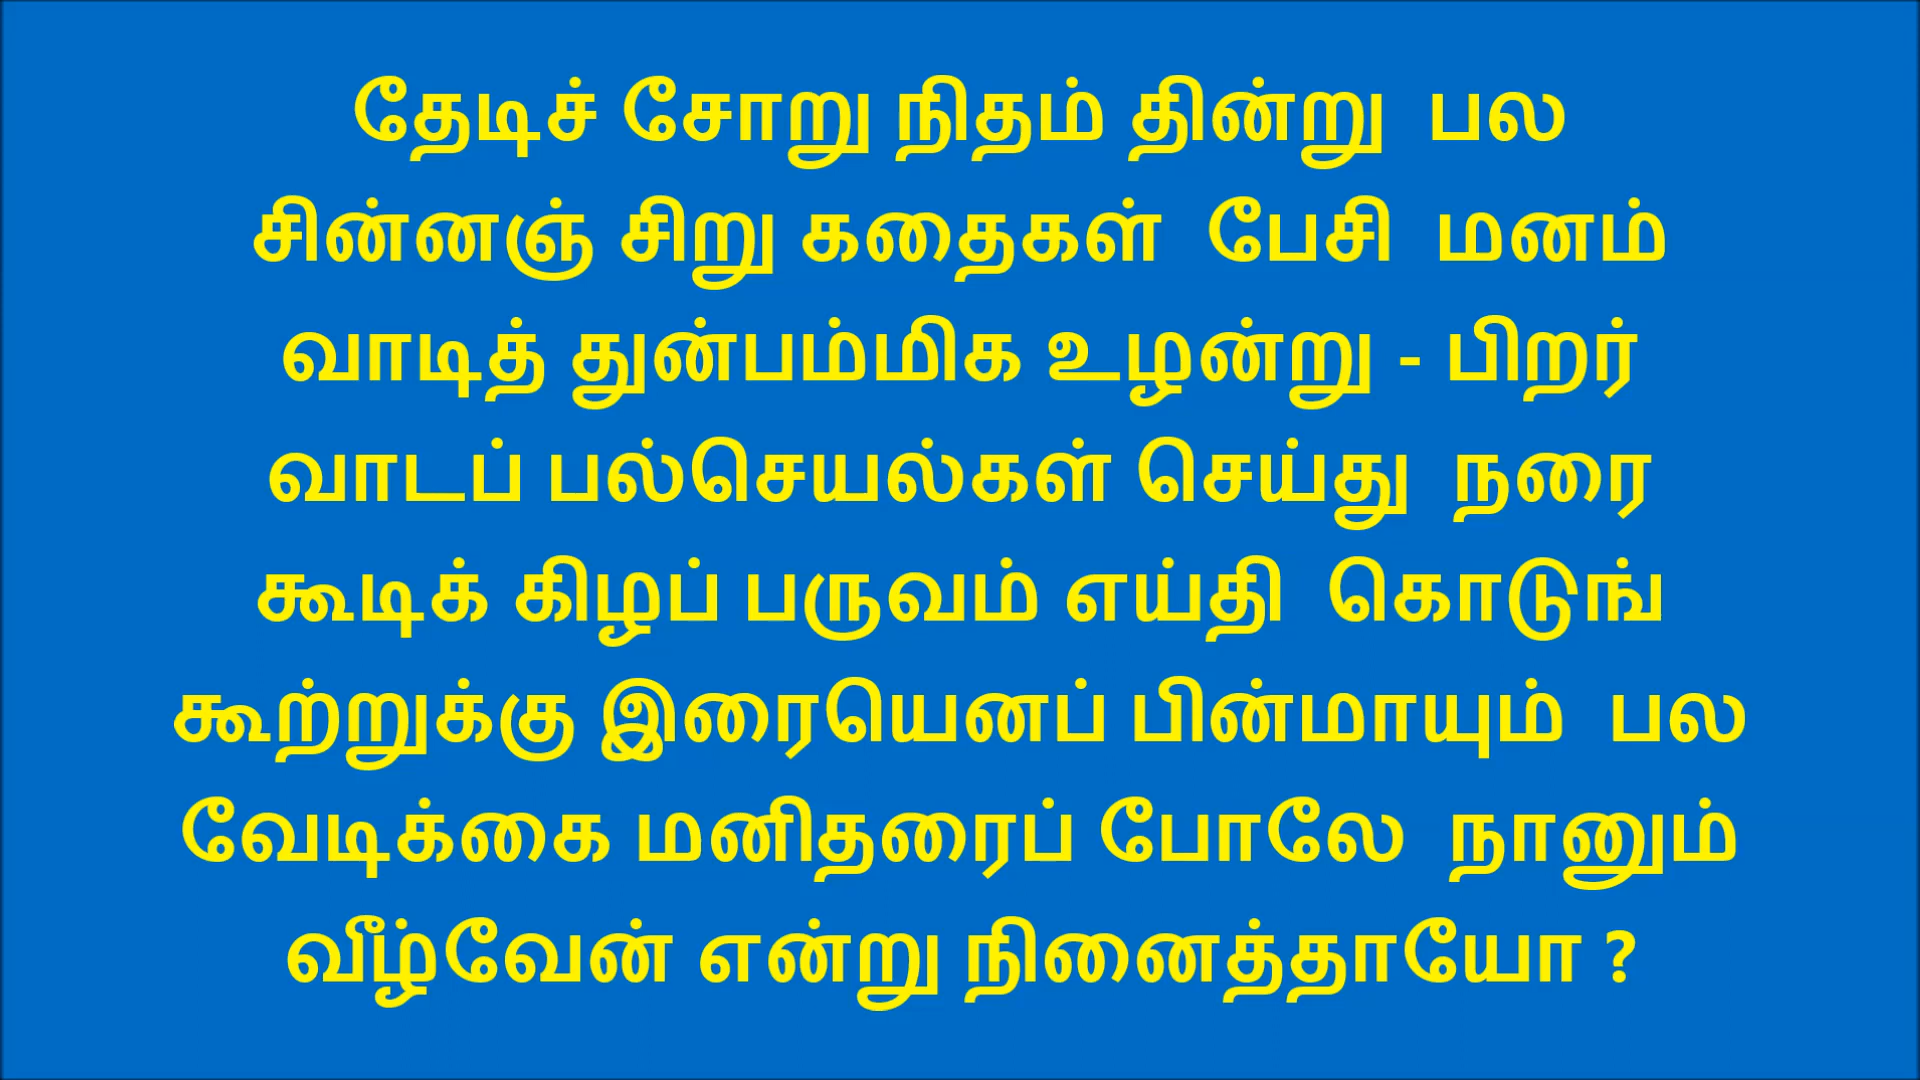 தேடிச் சோறு நிதம் தின்று  பல
சின்னஞ் சிறு கதைகள்  பேசி  மனம்
வாடித் துன்பம்மிக உழன்று - பிறர்
வாடப் பல்செயல்கள் செய்து  நரை
கூடிக் கிழப் பருவம் எய்தி  கொடுங்
கூற்றுக்கு இரையெனப் பின்மாயும்  பல
வேடிக்கை மனிதரைப் போலே  நானும்
வீழ்வேன் என்று நினைத்தாயோ ?